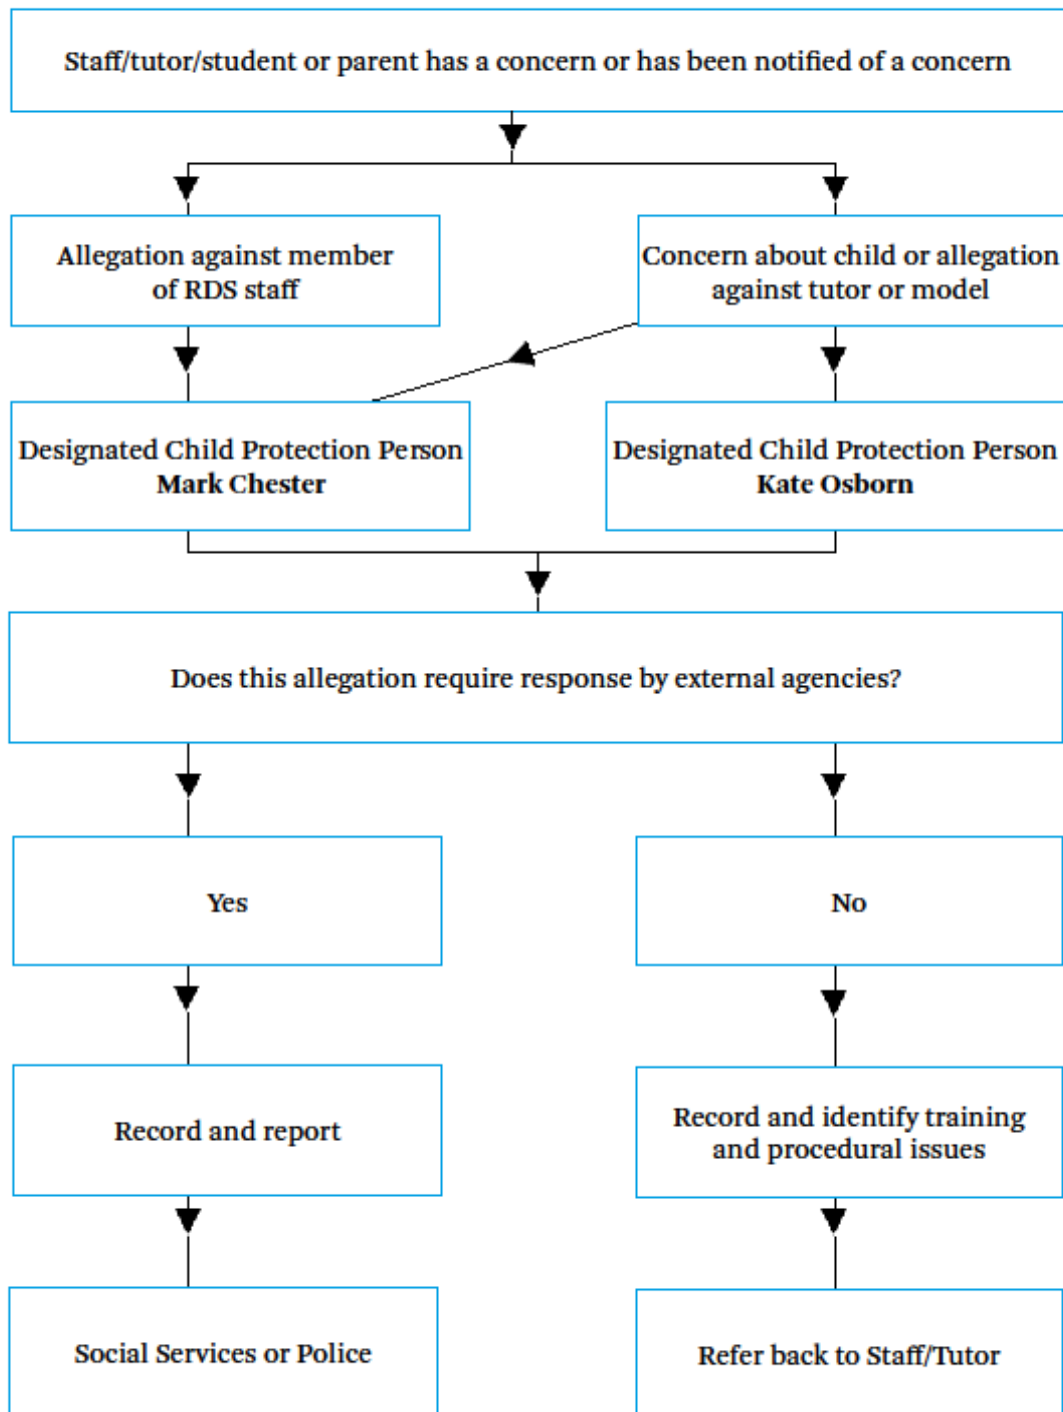 Staff/tutor/student or parent has a concern or has been notified of a concern
Allegation against member
of RDS staff
Concern about child or allegation
against tutor or model
Designated Child Protection Person
Mark Chester
Designated Child Protection Person
Kate Osborn
Does this allegation require response by external agencies?
Yes
No
Record and report
Record and identify training
and procedural issues
Social Services or Police
Refer back to Staff/Tutor